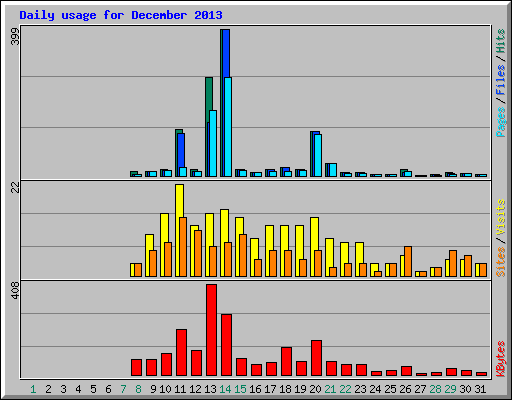 Daily usage for December 2013
399
Pages / Files / Hits
22
Sites / Visits
408
KBytes
1 2 3 4 5 6 7 8 9 10 11 12 13 14 15 16 17 18 19 20 21 22 23 24 25 26 27 28 29 30 31